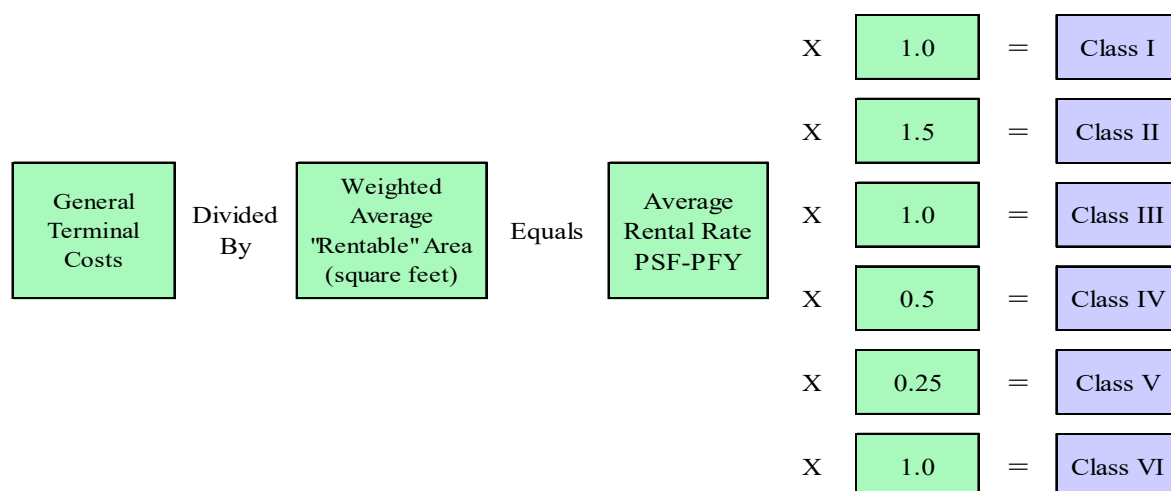 X 1.0 = Class I
X 1.5 = Class II
General
Terminal
Costs
Divided
By
Weighted
Average
"Rentable" Area
(square feet)
Equals
Average
Rental Rate
PSF-PFY
X 1.0 = Class III
X 0.5 = Class IV
X 0.25 = Class V
X 1.0 = Class VI